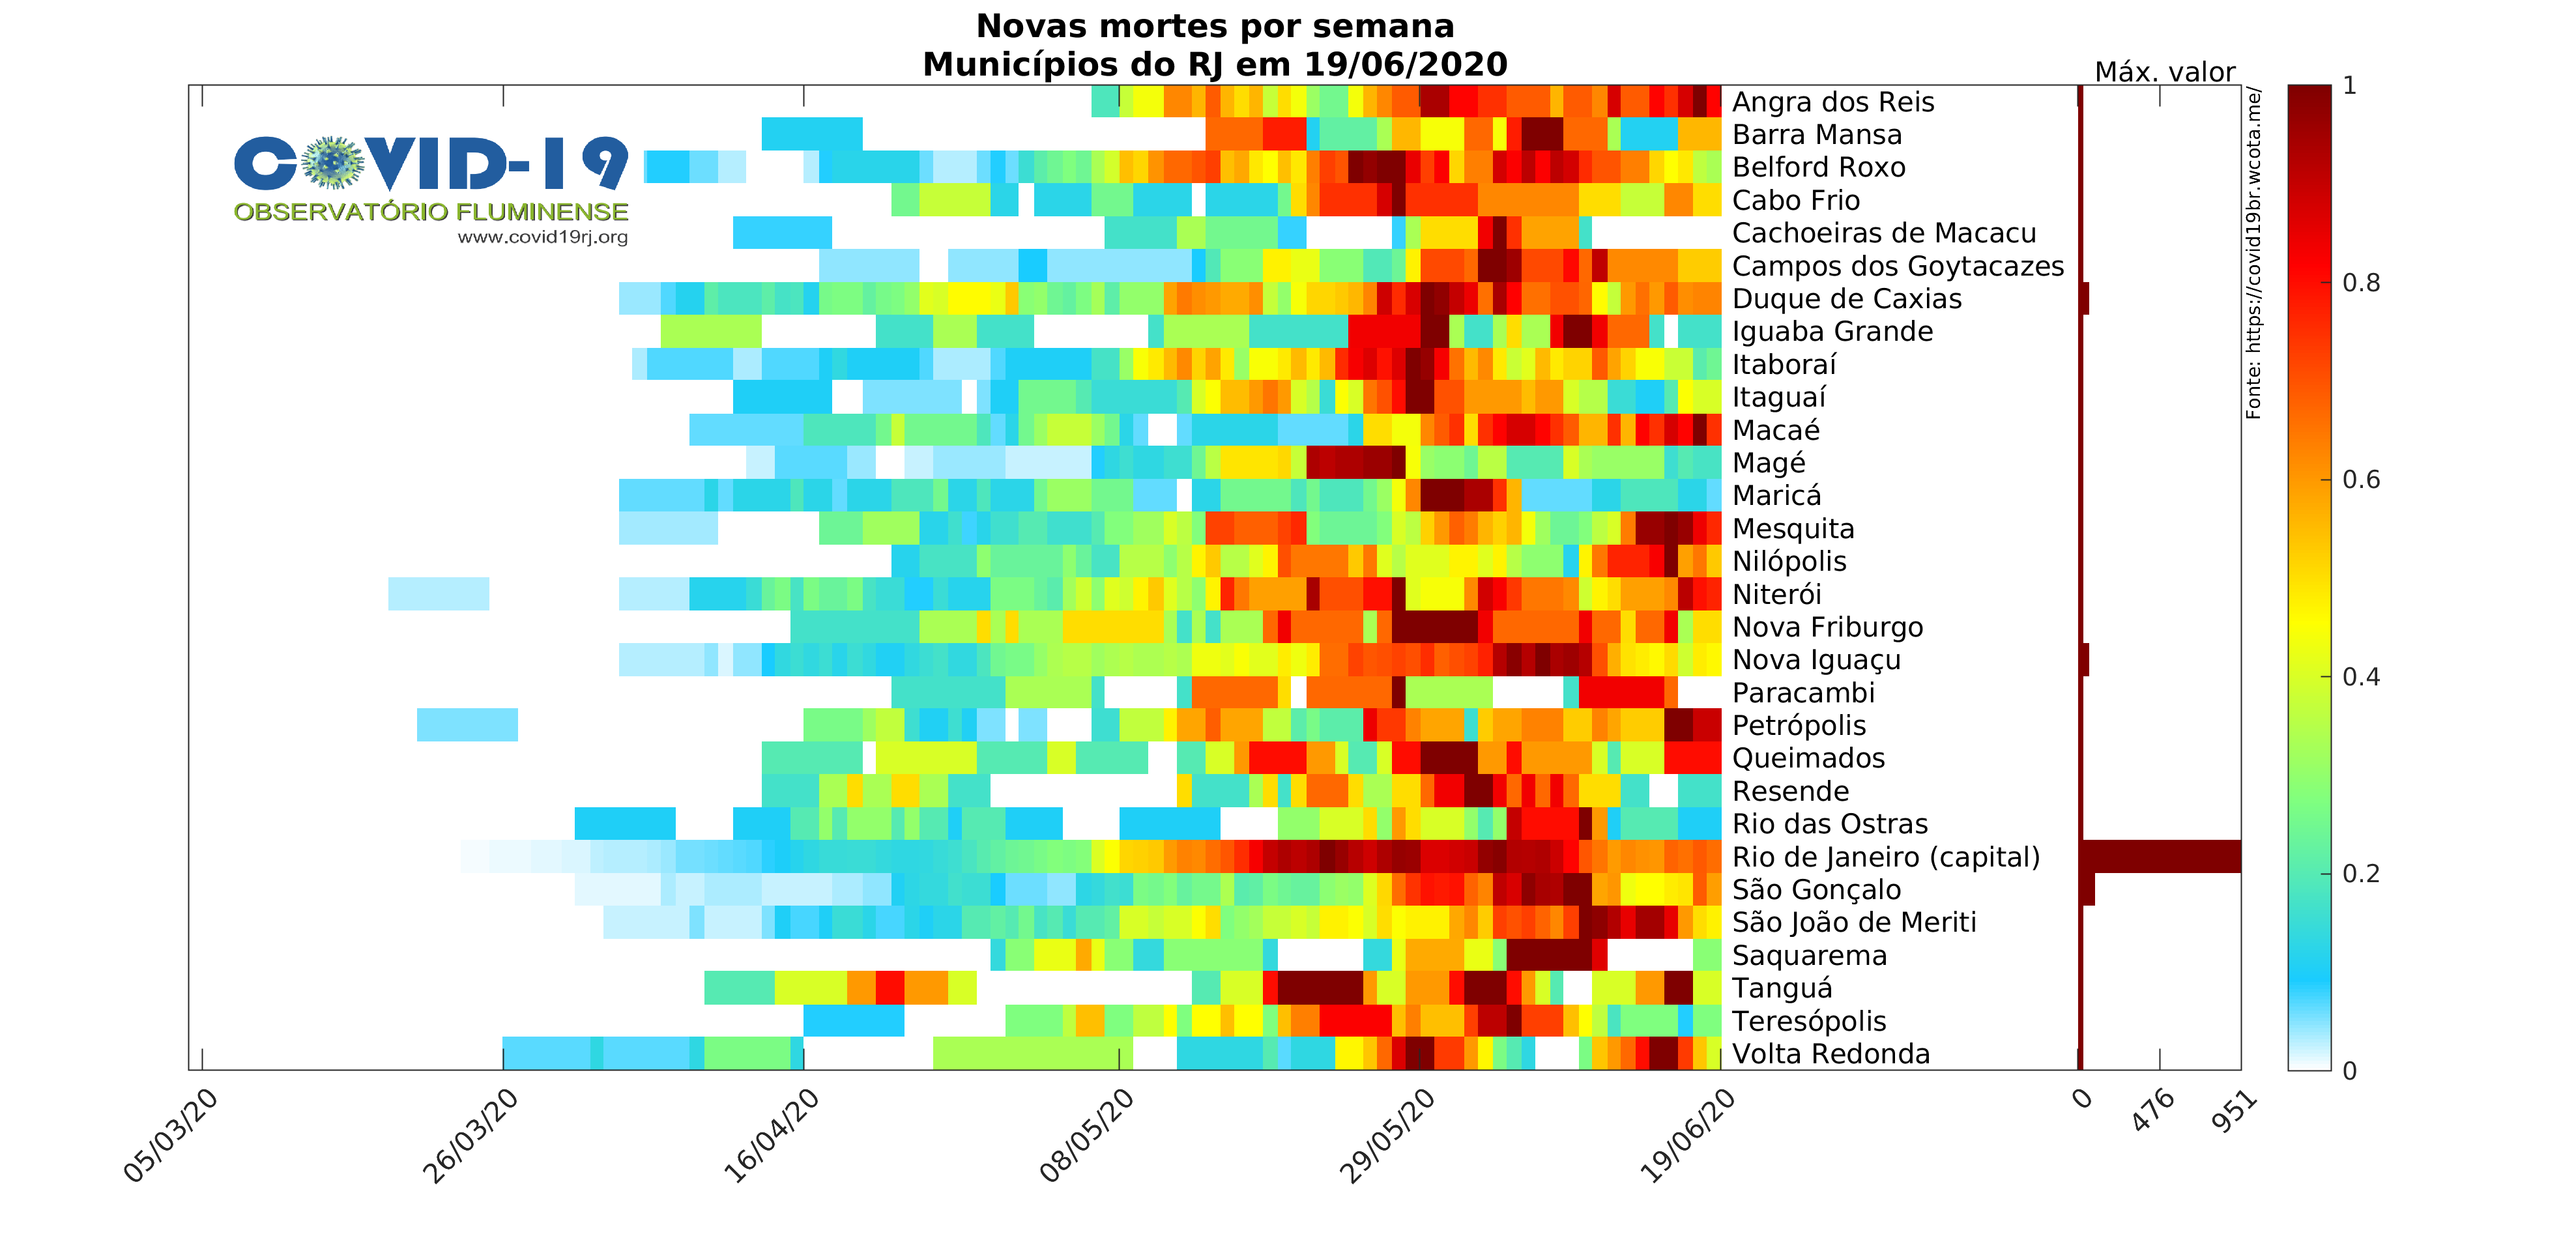 Novas mortes por semana
Municípios do RJ em 19/06/2020
Máx. valor
COVID-19
OBSERVATÓRIO FLUMINENSE
www.covid19rj.org
Angra dos Reis
Barra Mansa
Belford Roxo
Cabo Frio
Cachoeiras de Macacu
Campos dos Goytacazes
Duque de Caxias
Iguaba Grande
Itaboraí
Itaguaí
Macaé
Magé
Maricá
Mesquita
Nilópolis
Niterói
Nova Friburgo
Nova Iguaçu
Paracambi
Petrópolis
Queimados
Resende
Rio das Ostras
Rio de Janeiro (capital)
São Gonçalo
São João de Meriti
Saquarema
Tanguá
Teresópolis
Volta Redonda
Fonte: https://covid19br.wcota.me/
1
0.8
0.6
0.4
0.2
0
05/03/20
26/03/20
16/04/20
08/05/20
29/05/20
19/06/20
0
476
951